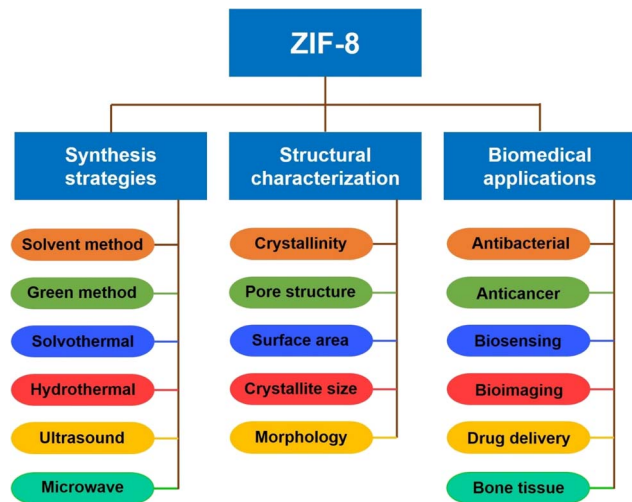 ZIF-8
Synthesis
strategies
Solvent method
Green method
Solvothermal
Hydrothermal
Ultrasound
Microwave
Structural
characterization
Crystallinity
Pore structure
Surface area
Crystallite size
Morphology
Biomedical
applications
Antibacterial
Anticancer
Biosensing
Bioimaging
Drug delivery
Bone tissue